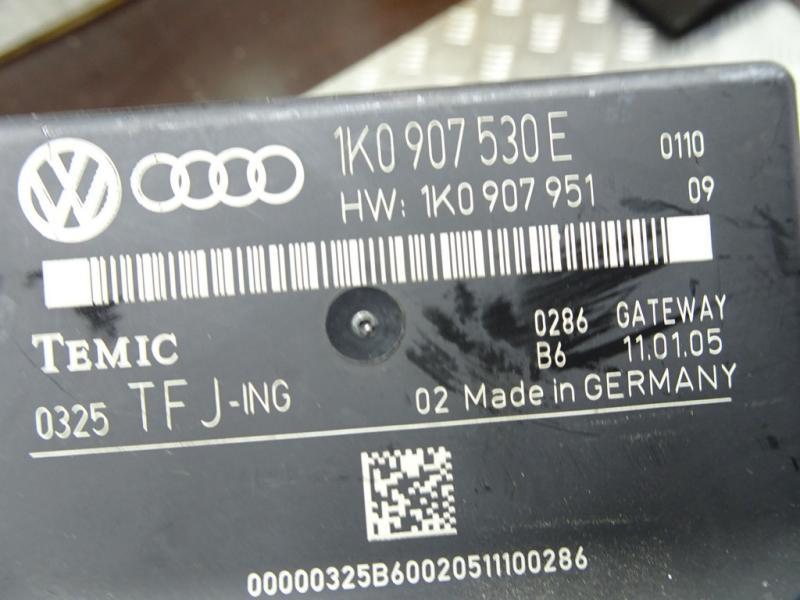 1K0 907 530 E 0110
HW: 1K0 907 951 09
TEMIC 0286 GATEWAY
B6 11.01.05
0325 TFJ-ING 02 Made in GERMANY
00000325B60020511100286